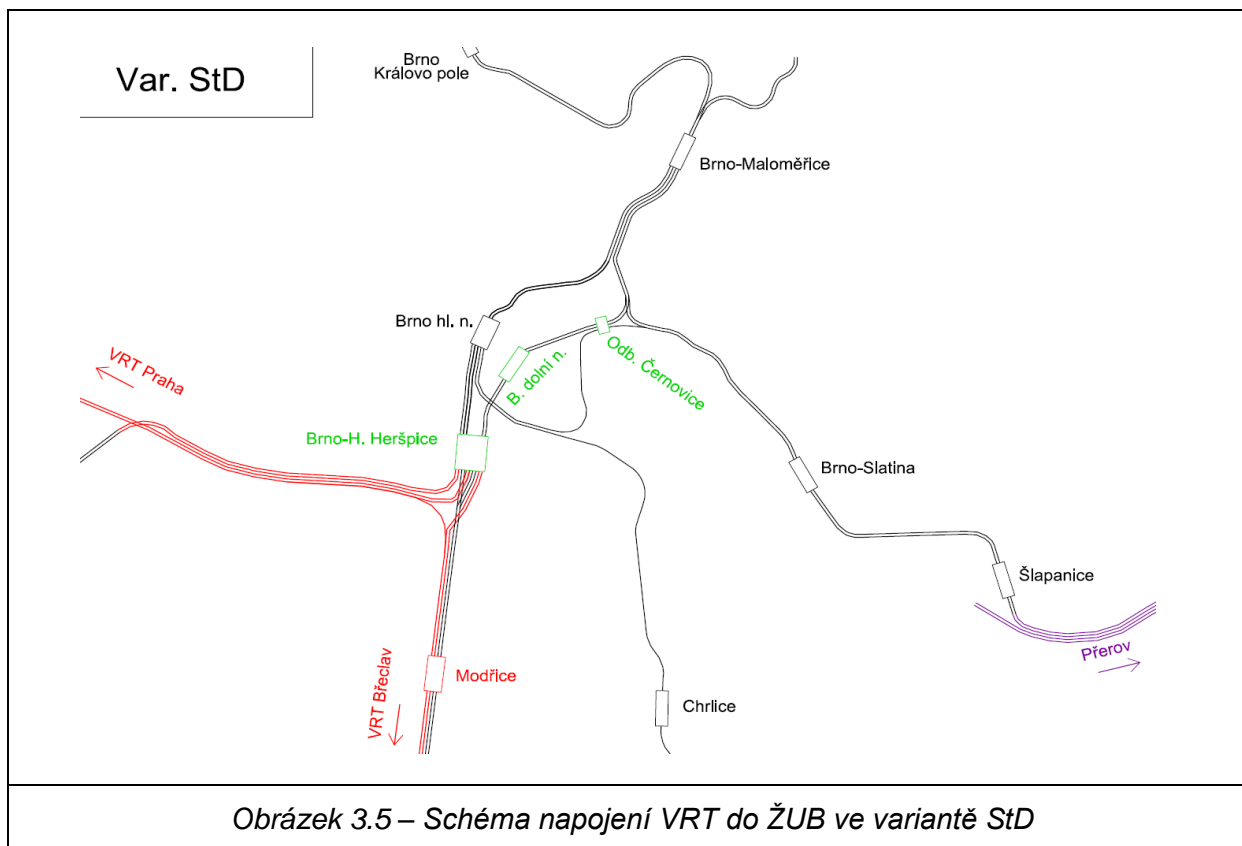 Var. StD
Brno
Královo pole
Brno-Maloměřice
Brno hl. n.
B. dolní n.
Odb. Černovice
VRT Praha
Brno-H. Heršpice
Brno-Slatina
Šlapanice
Přerov
Modřice
VRT Břeclav
Chrlice
Obrázek 3.5 – Schéma napojení VRT do ŽUB ve variantě StD